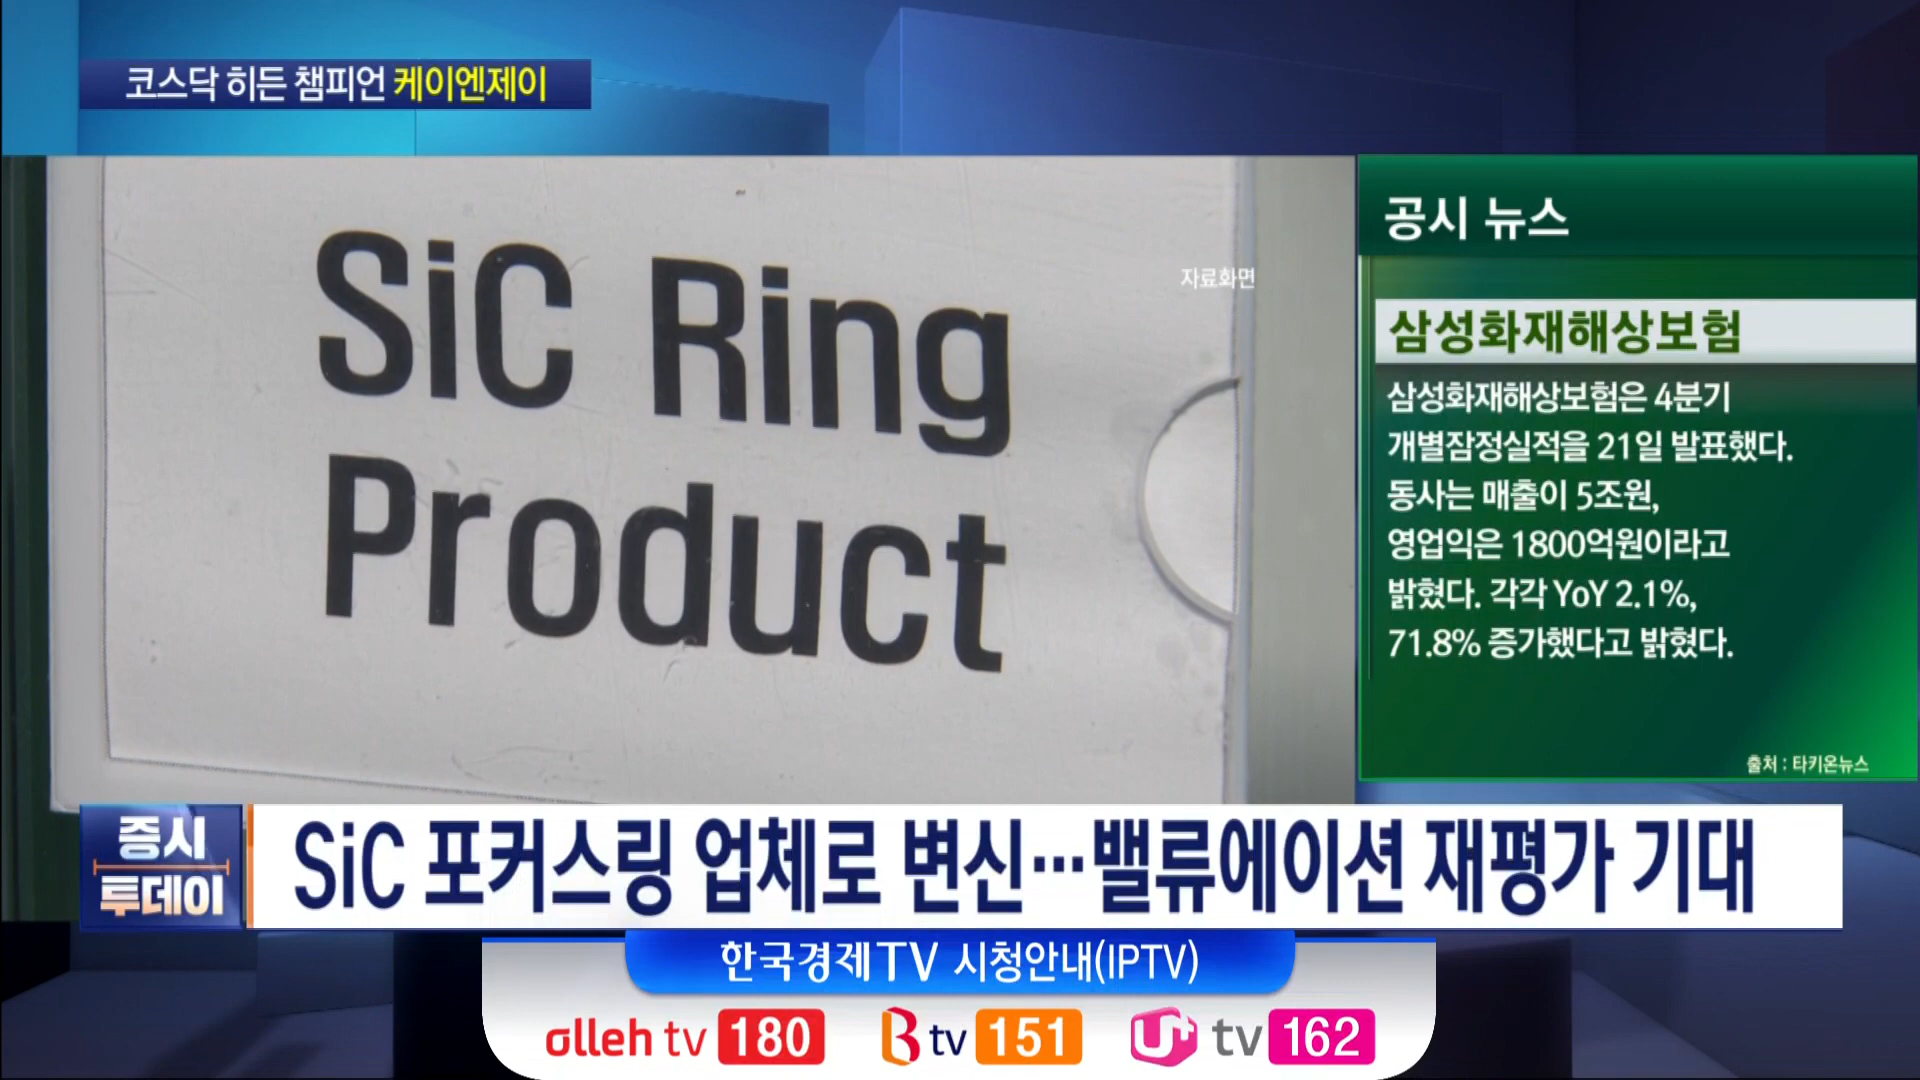 코스닥 히든 챔피언 케이엔제이
SiC Ring
Product
자료화면
공시 뉴스
삼성화재해상보험
삼성화재해상보험은 4분기
개별잠정실적을 21일 발표했다.
동사는 매출이 5조원,
영업익은 1800억원이라고
밝혔다. 각각 YoY 2.1%,
71.8% 증가했다고 밝혔다.
출처 : 타키온뉴스
증시
투데이
SiC 포커스링 업체로 변신…밸류에이션 재평가 기대
한국경제TV 시청안내(IPTV)
olleh tv 180 B tv 151 U+ tv 162